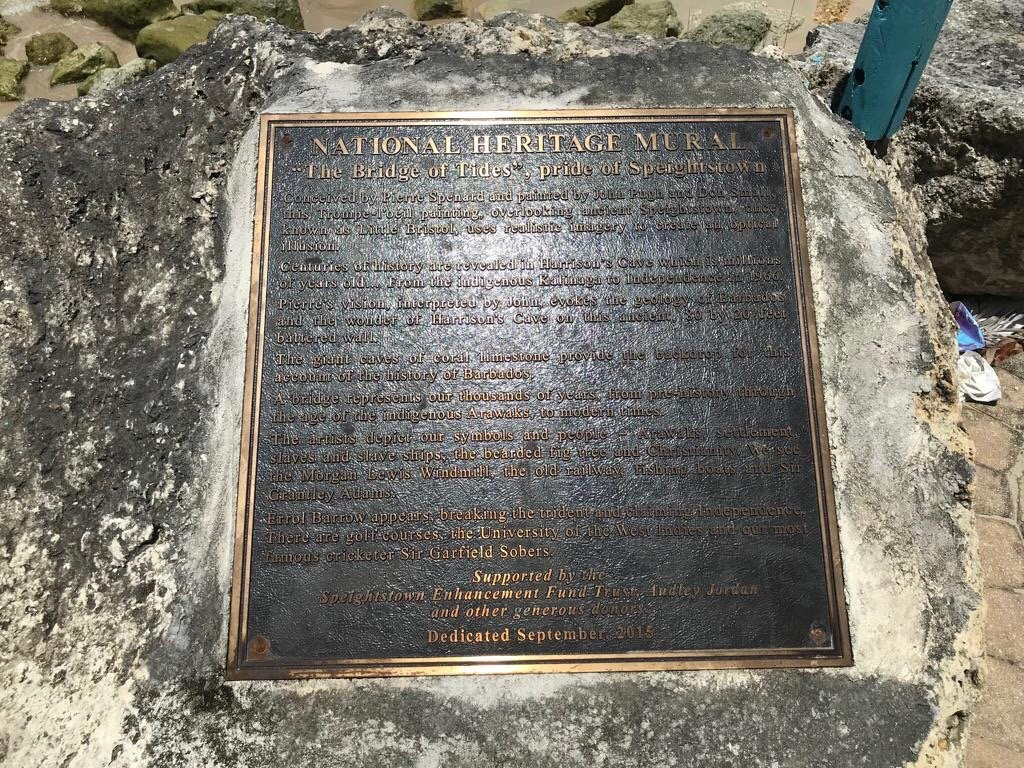 NATIONAL HERITAGE MURAL
"The Bridge of Tides", pride of Speightstown
Conceived by Pierre Spenard and painted by John Pugh and Don Small,
this Trompe-l'oeil painting, overlooking ancient Speightstown, once
known as Little Bristol, uses realistic imagery to create an optical
illusion.
Centuries of history are revealed in Harrison's Cave which is millions
of years old... From the indigenous Kalinaga to Independence in 1966.
Pierre's vision, interpreted by John, evokes the geology of Barbados
and the wonder of Harrison's Cave on this ancient, 80 by 20 feet
battered wall.
The giant caves of coral limestone provide the backdrop for this
account of the history of Barbados.
A bridge represents our thousands of years, from pre-history through
the age of the indigenous Arawaks, to modern times.
The artists depict our symbols and people – Arawaks, settlement,
slaves and slave ships, the bearded fig tree and Christianity. We see
the Morgan Lewis Windmill, the old railway, fishing boats and Sir
Grantley Adams.
Errol Barrow appears, breaking the trident and claiming Independence.
There are golf courses, the University of the West Indies and our most
famous cricketer Sir Garfield Sobers.
Supported by the
Speightstown Enhancement Fund Trust, Audley Jordan
and other generous donors.
Dedicated September, 2015